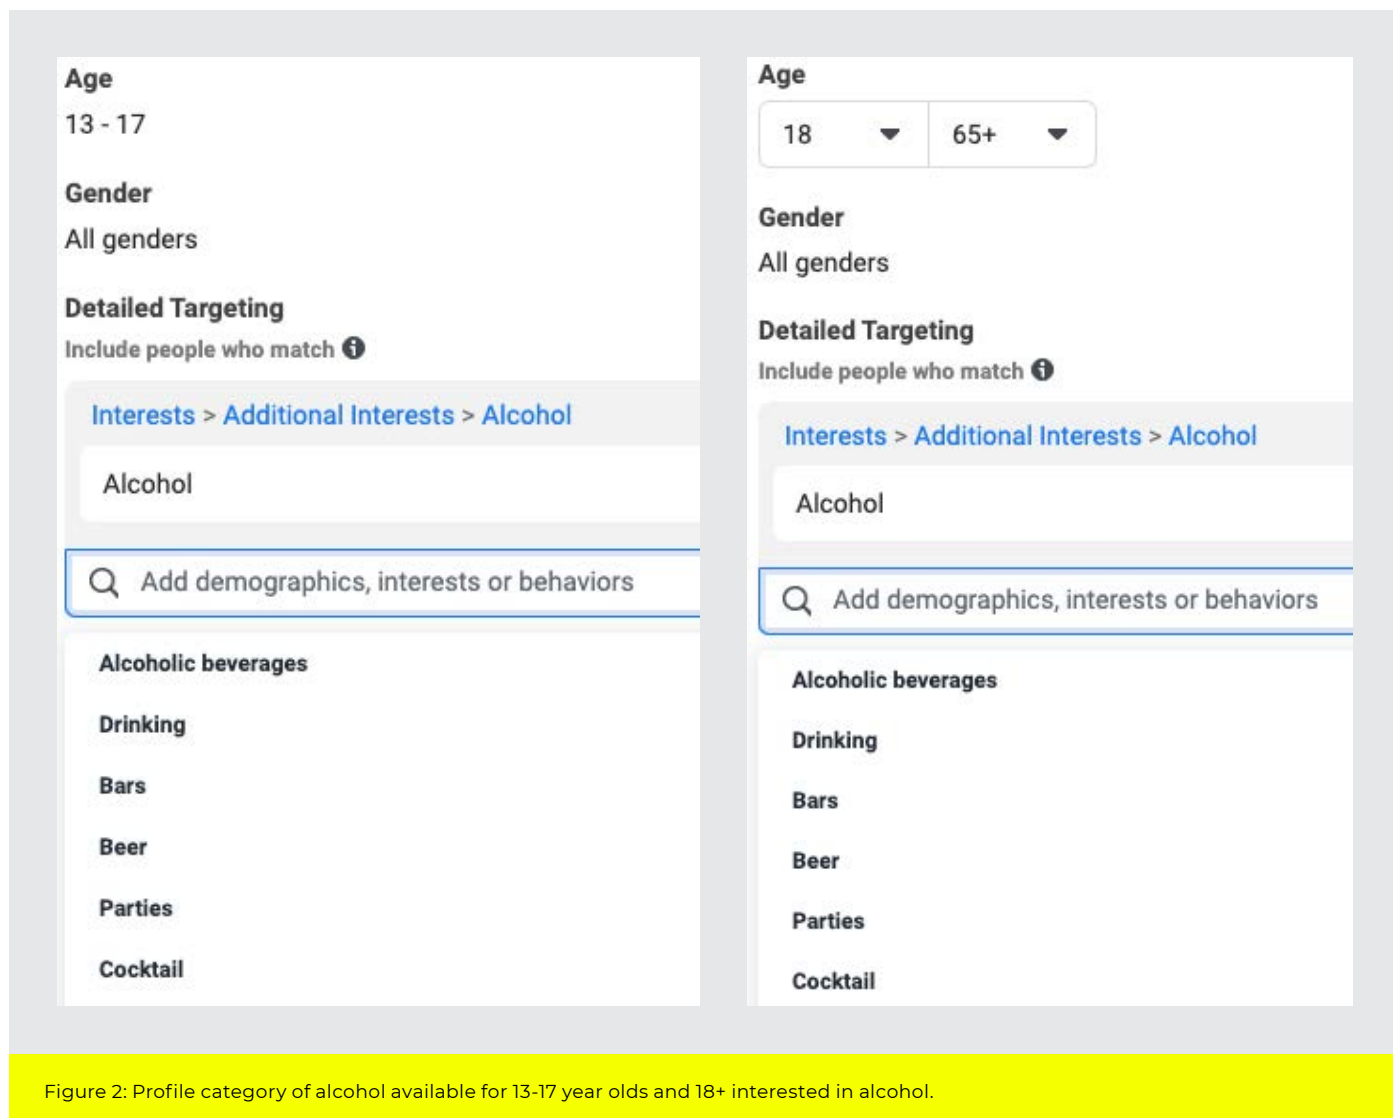 Age
13 - 17
Gender
All genders
Detailed Targeting
Include people who match
Interests > Additional Interests > Alcohol
Alcohol
Add demographics, interests or behaviors
Alcoholic beverages
Drinking
Bars
Beer
Parties
Cocktail
Age
18 65+
Gender
All genders
Detailed Targeting
Include people who match
Interests > Additional Interests > Alcohol
Alcohol
Add demographics, interests or behaviors
Alcoholic beverages
Drinking
Bars
Beer
Parties
Cocktail
Figure 2: Profile category of alcohol available for 13-17 year olds and 18+ interested in alcohol.